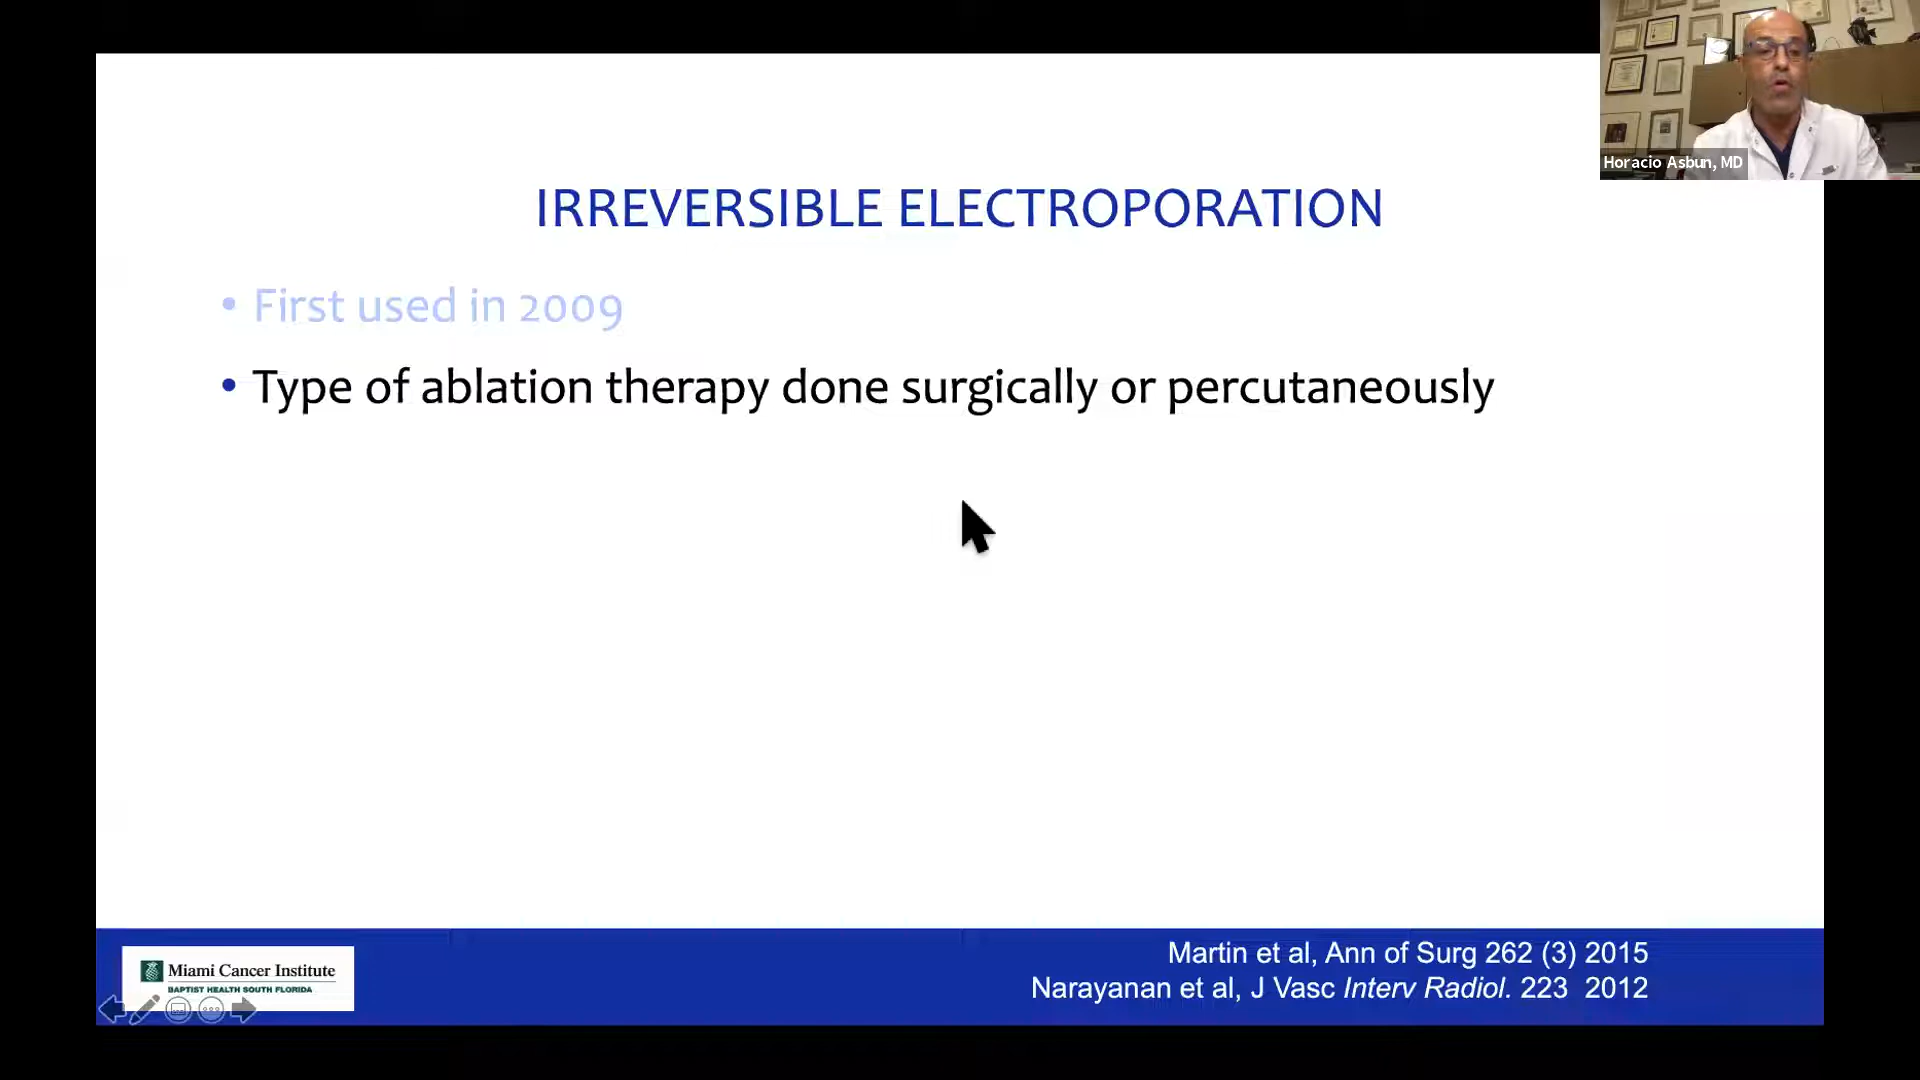 Horacio Asbun, MD
IRREVERSIBLE ELECTROPORATION
• First used in 2009
• Type of ablation therapy done surgically or percutaneously
Miami Cancer Institute
BAPTIST HEALTH SOUTH FLORIDA
Martin et al, Ann of Surg 262 (3) 2015
Narayanan et al, J Vasc Interv Radiol. 223 2012